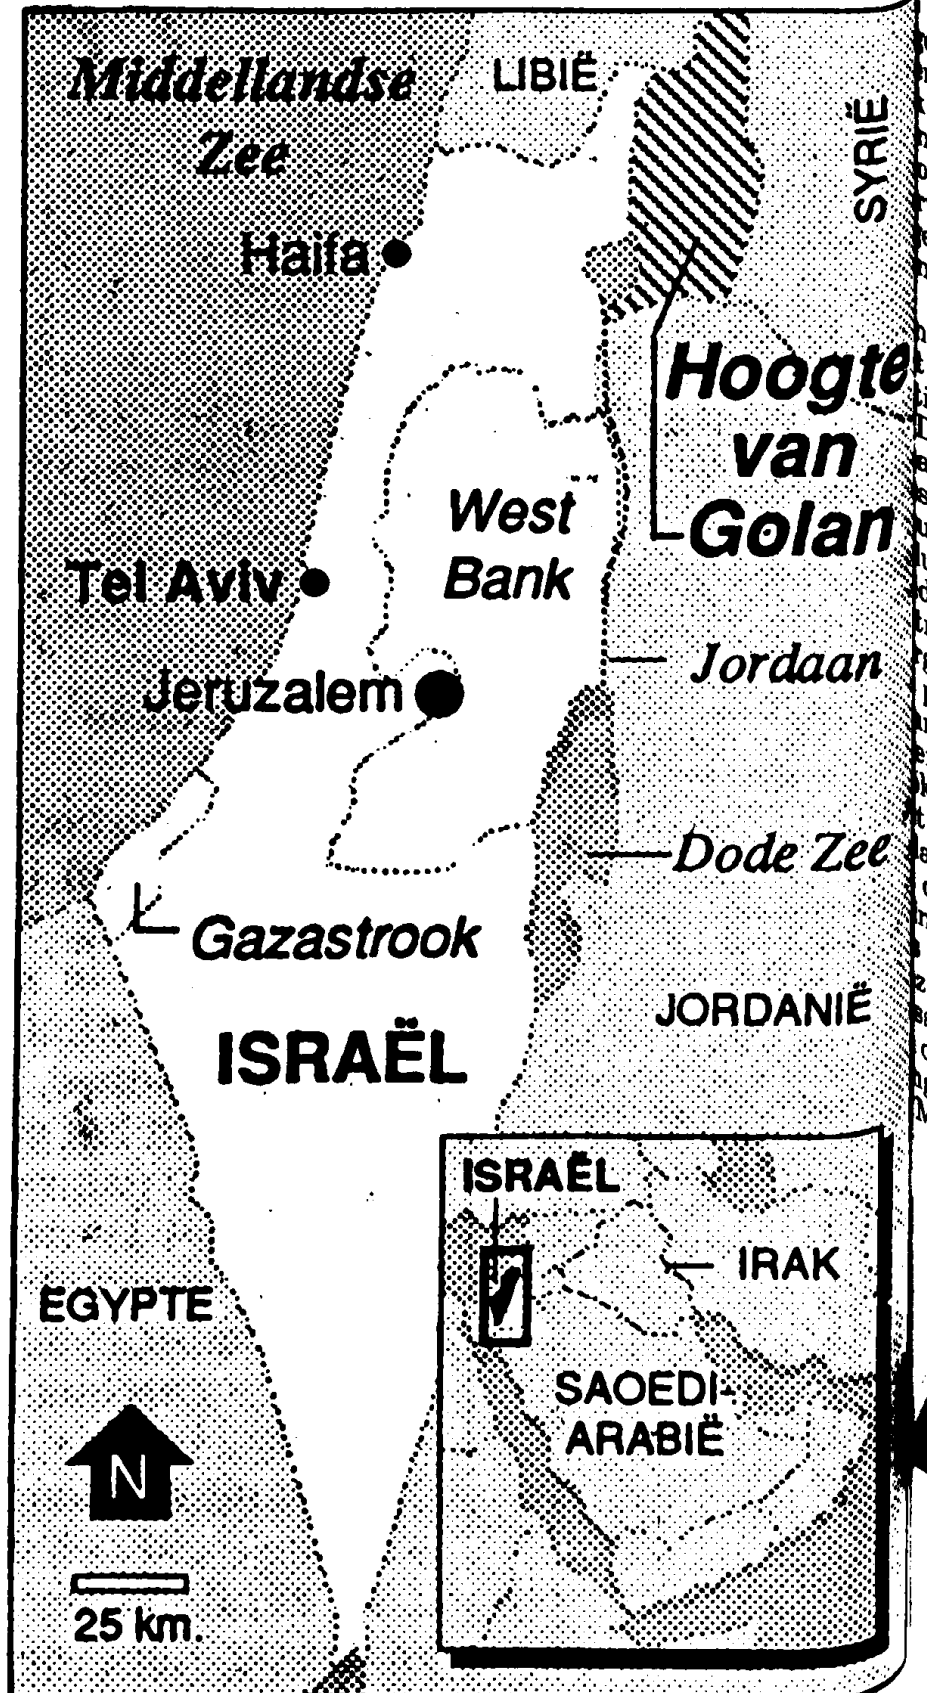 Middellandse
Zee
LIBIË
SYRIË
Haifa
Hoogte
van
Golan
West
Bank
Tel Aviv
Jordaan
Jeruzalem
Dode Zee
Gazastrook
JORDANIË
ISRAËL
ISRAËL
IRAK
EGYPTE
SAOEDI-
ARABIË
N
25 km.